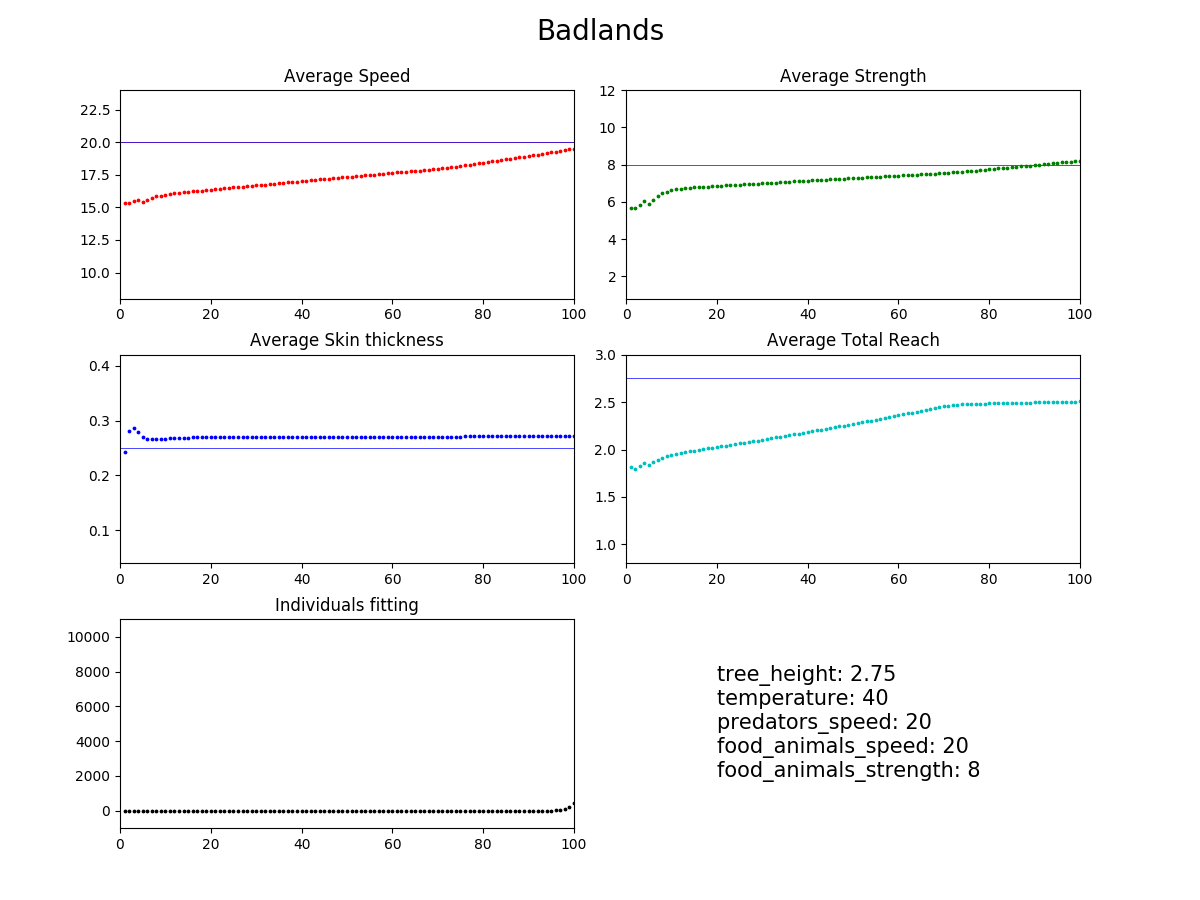 Badlands
Average Speed
22.5
20.0
17.5
15.0
12.5
10.0
0 20 40 60 80 100
Average Strength
12
10
8
6
4
2
0 20 40 60 80 100
Average Skin thickness
0.4
0.3
0.2
0.1
0 20 40 60 80 100
Average Total Reach
3.0
2.5
2.0
1.5
1.0
0 20 40 60 80 100
Individuals fitting
10000
8000
6000
4000
2000
0
0 20 40 60 80 100
tree_height: 2.75
temperature: 40
predators_speed: 20
food_animals_speed: 20
food_animals_strength: 8